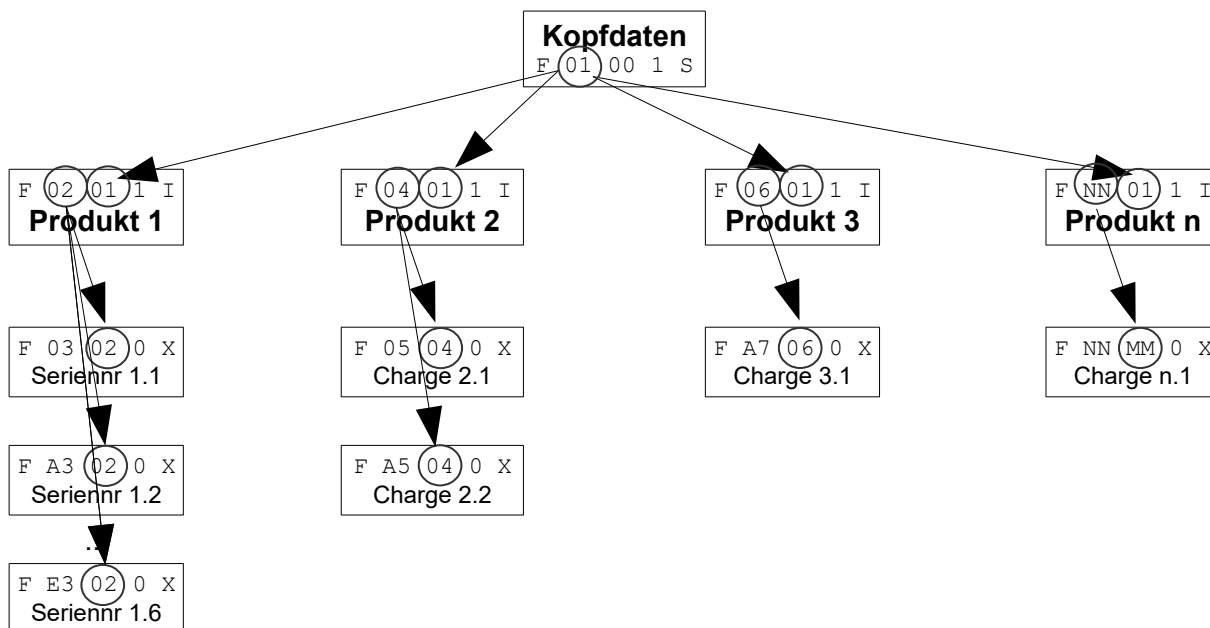 Kopfdaten
F 01 00 1 S
F 02 01 1 I
Produkt 1
F 04 01 1 I
Produkt 2
F 06 01 1 I
Produkt 3
F NN 01 1 I
Produkt n
F 03 02 0 X
Seriennr 1.1
F 05 04 0 X
Charge 2.1
F A7 06 0 X
Charge 3.1
F NN MM 0 X
Charge n.1
F A3 02 0 X
Seriennr 1.2
F A5 04 0 X
Charge 2.2
...
F E3 02 0 X
Seriennr 1.6